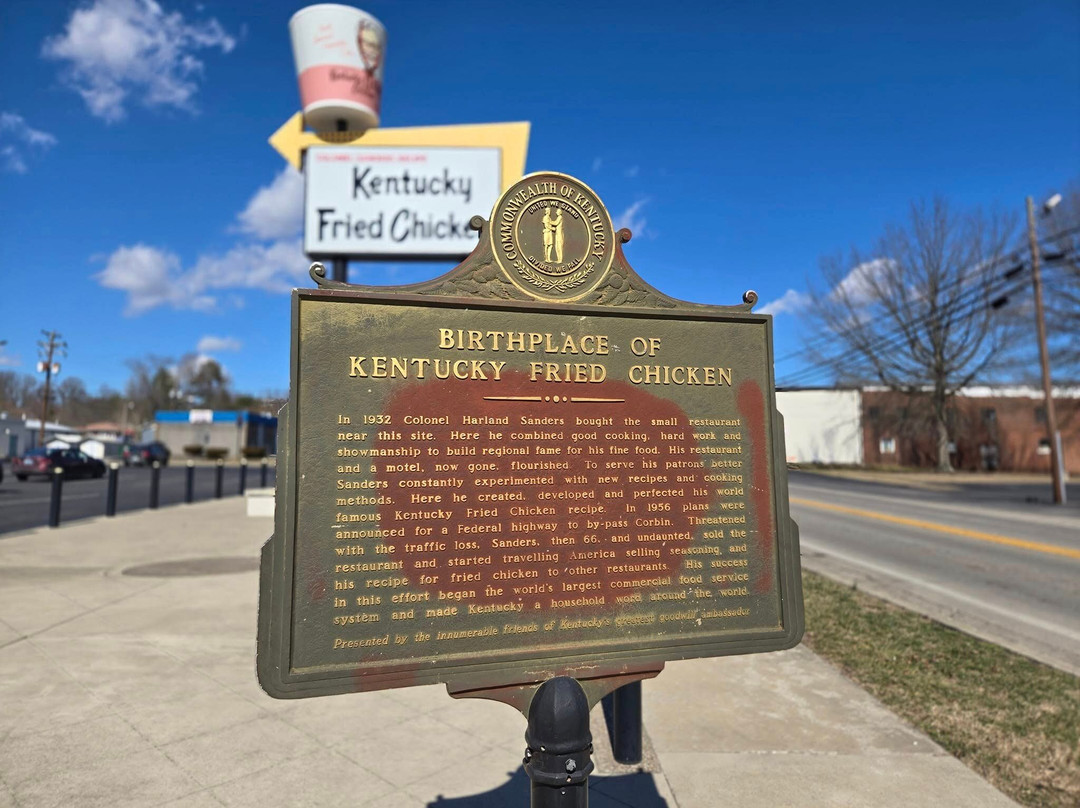 Kentucky
Fried Chicke
COMMONWEALTH OF KENTUCKY
UNITED WE STAND
DIVIDED WE FALL
BIRTHPLACE OF
KENTUCKY FRIED CHICKEN
In 1932 Colonel Harland Sanders bought the small restaurant
near this site. Here he combined good cooking, hard work and
showmanship to build regional fame for his fine food. His restaurant
and a motel, now gone, flourished. To serve his patrons better
Sanders constantly experimented with new recipes and cooking
methods. Here he created, developed and perfected his world
famous Kentucky Fried Chicken recipe. In 1956 plans were
announced for a Federal highway to by-pass Corbin. Threatened
with the traffic loss, Sanders, then 66, and undaunted, sold the
restaurant and started travelling America selling seasoning, and
his recipe for fried chicken to other restaurants. His success
in this effort began the world's largest commercial food service
system and made Kentucky a household word around the world.
Presented by the innumerable friends of Kentucky's greatest goodwill ambassador